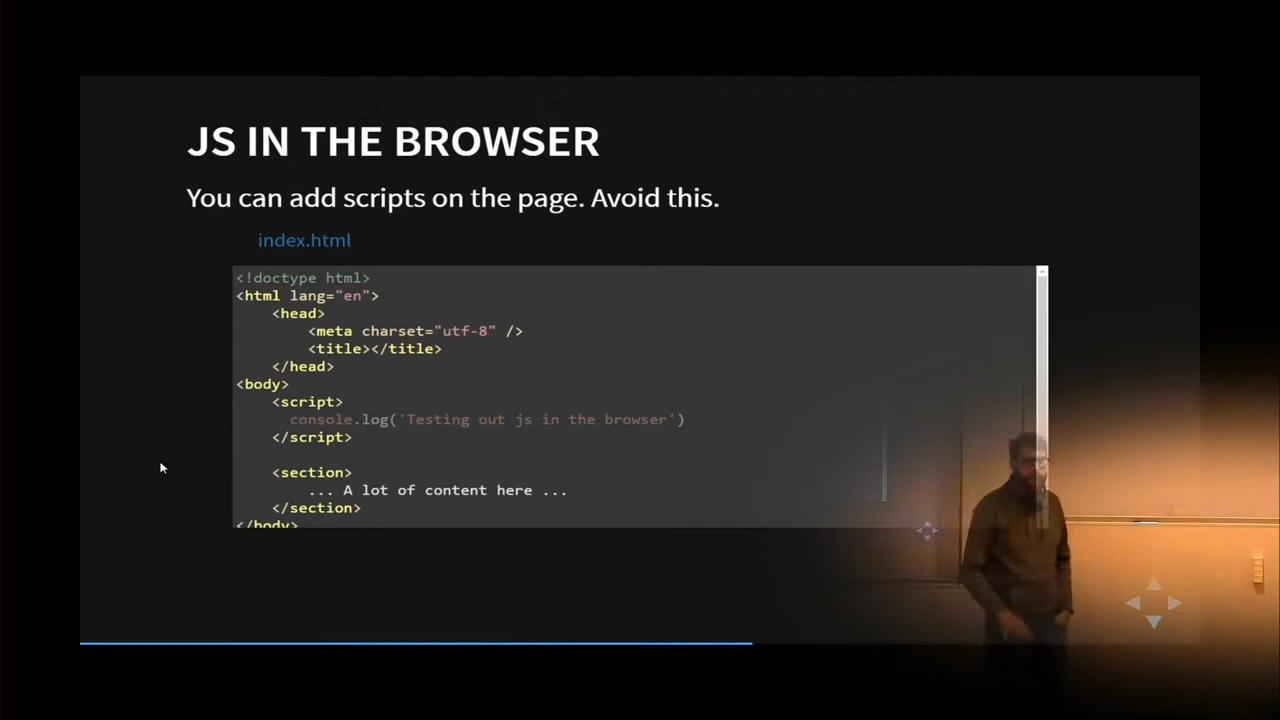 JS IN THE BROWSER
You can add scripts on the page. Avoid this.
index.html
<!doctype html>
<html lang="en">
    <head>
        <meta charset="utf-8" />
        <title></title>
    </head>
<body>
    <script>
      console.log('Testing out js in the browser')
    </script>

    <section>
        ... A lot of content here ...
    </section>
</body>